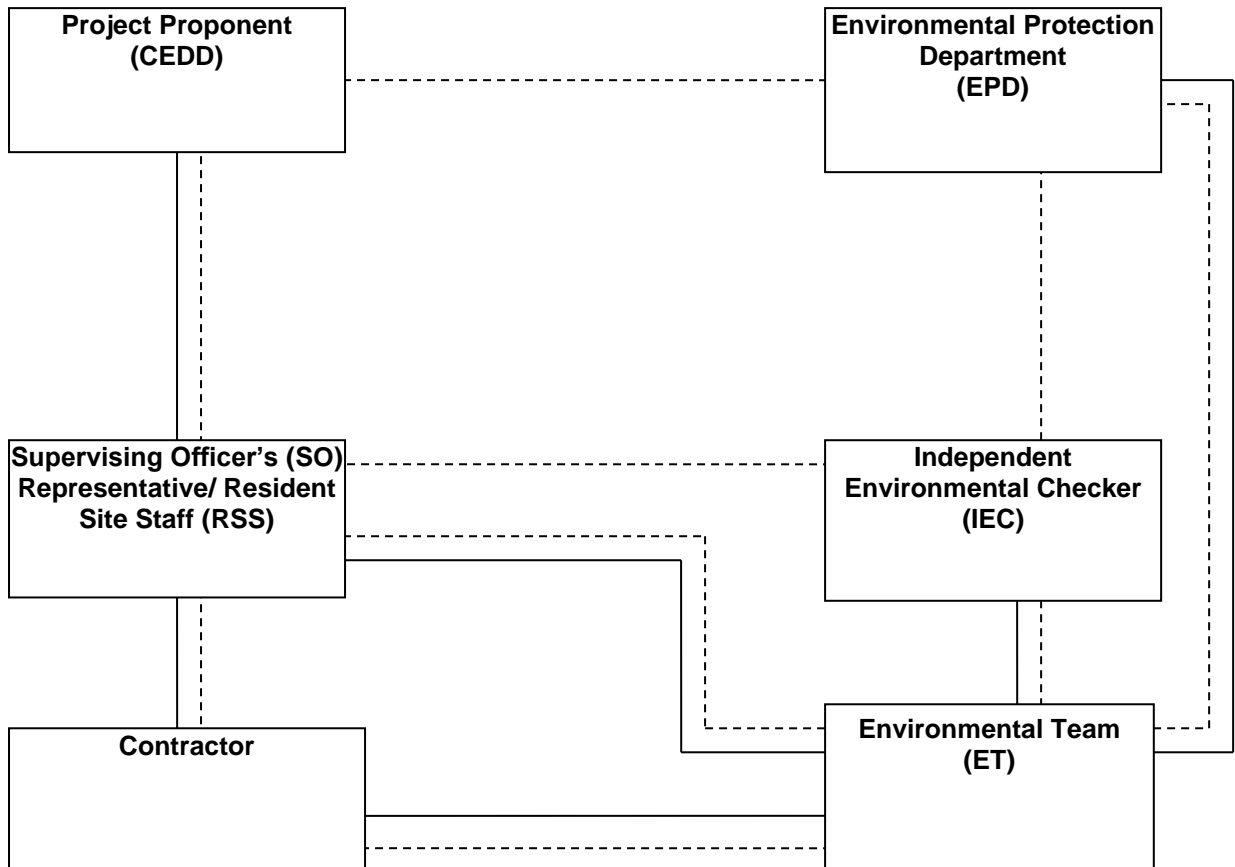 Project Proponent
(CEDD)
Environmental Protection
Department
(EPD)
Supervising Officer's (SO)
Representative/ Resident
Site Staff (RSS)
Independent
Environmental Checker
(IEC)
Contractor
Environmental Team
(ET)